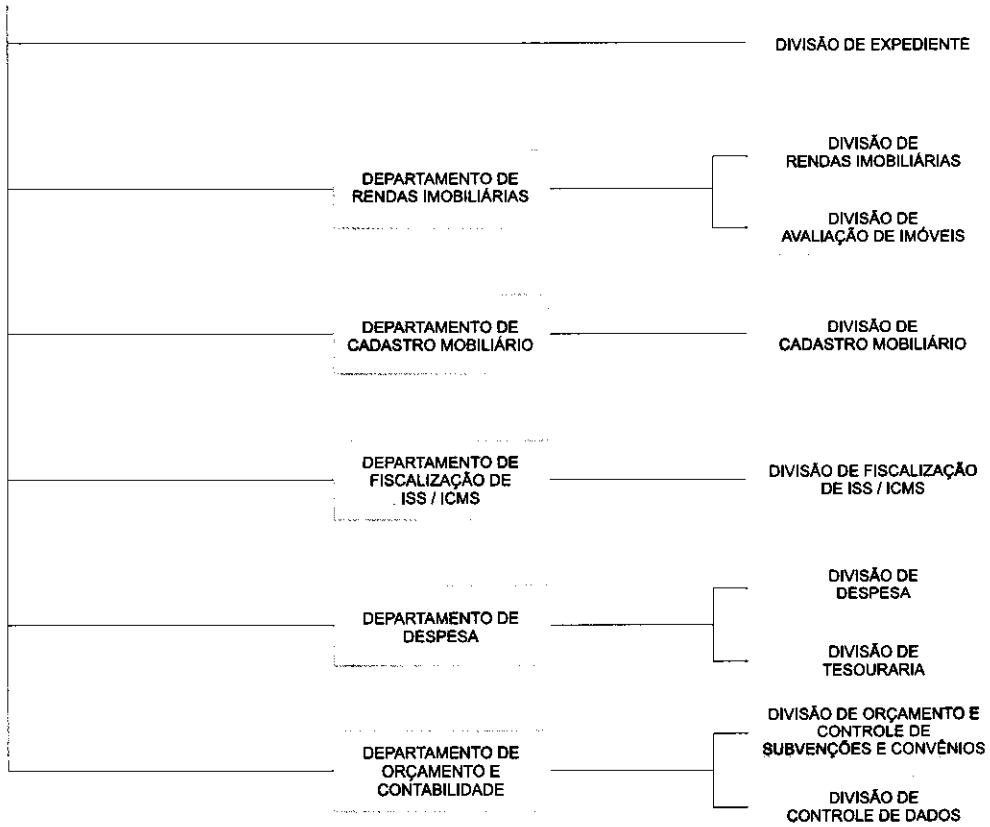 DIVISÃO DE EXPEDIENTE
DEPARTAMENTO DE
RENDAS IMOBILIÁRIAS
DIVISÃO DE
RENDAS IMOBILIÁRIAS
DIVISÃO DE
AVALIAÇÃO DE IMÓVEIS
DEPARTAMENTO DE
CADASTRO MOBILIÁRIO
DIVISÃO DE
CADASTRO MOBILIÁRIO
DEPARTAMENTO DE
FISCALIZAÇÃO DE
ISS / ICMS
DIVISÃO DE FISCALIZAÇÃO
DE ISS / ICMS
DEPARTAMENTO DE
DESPESA
DIVISÃO DE
DESPESA
DIVISÃO DE
TESOURARIA
DEPARTAMENTO DE
ORÇAMENTO E
CONTABILIDADE
DIVISÃO DE ORÇAMENTO E
CONTROLE DE
SUBVENÇÕES E CONVÊNIOS
DIVISÃO DE
CONTROLE DE DADOS